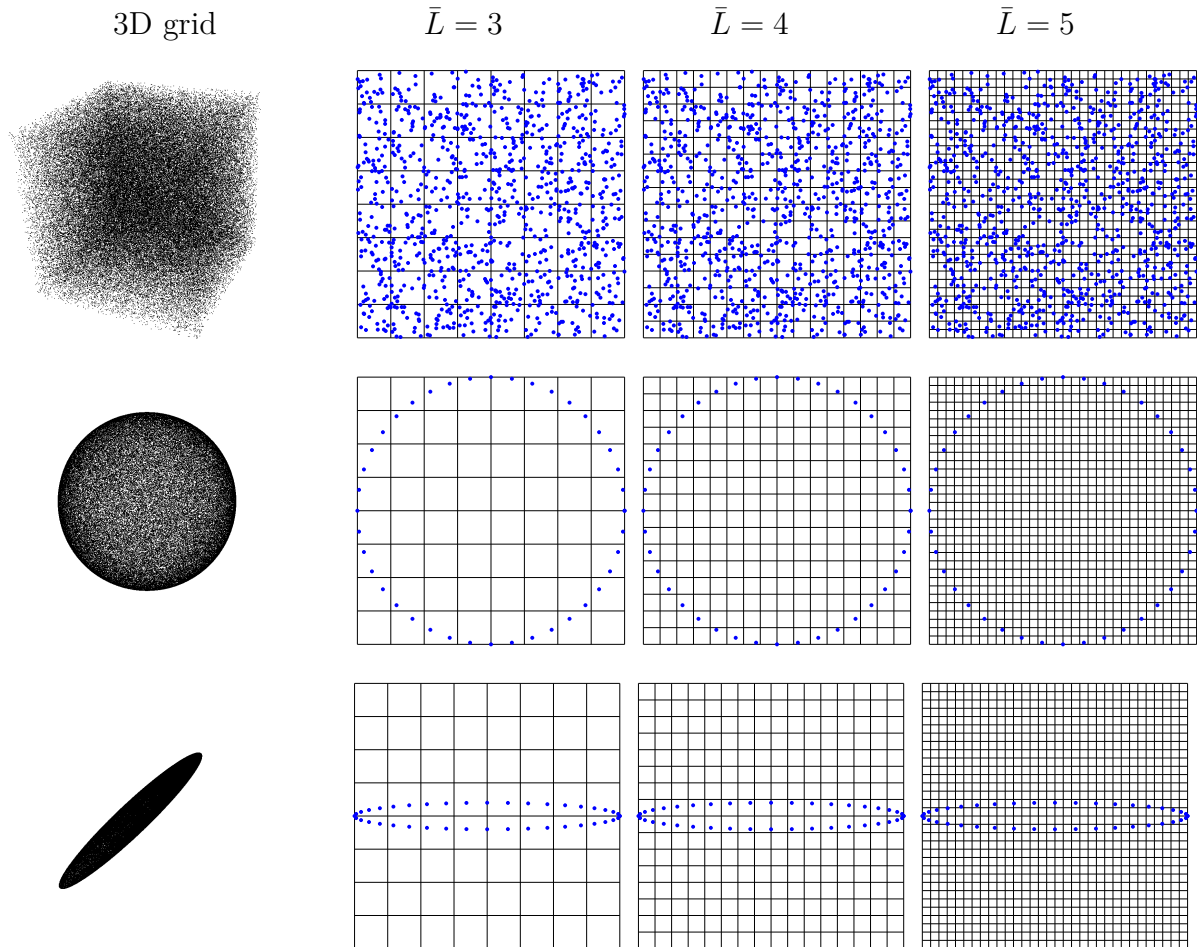 3D grid L̄ = 3 L̄ = 4 L̄ = 5